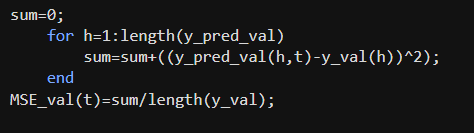 sum=0;
    for h=1:length(y_pred_val)
        sum=sum+((y_pred_val(h,t)-y_val(h))^2);
    end
MSE_val(t)=sum/length(y_val);